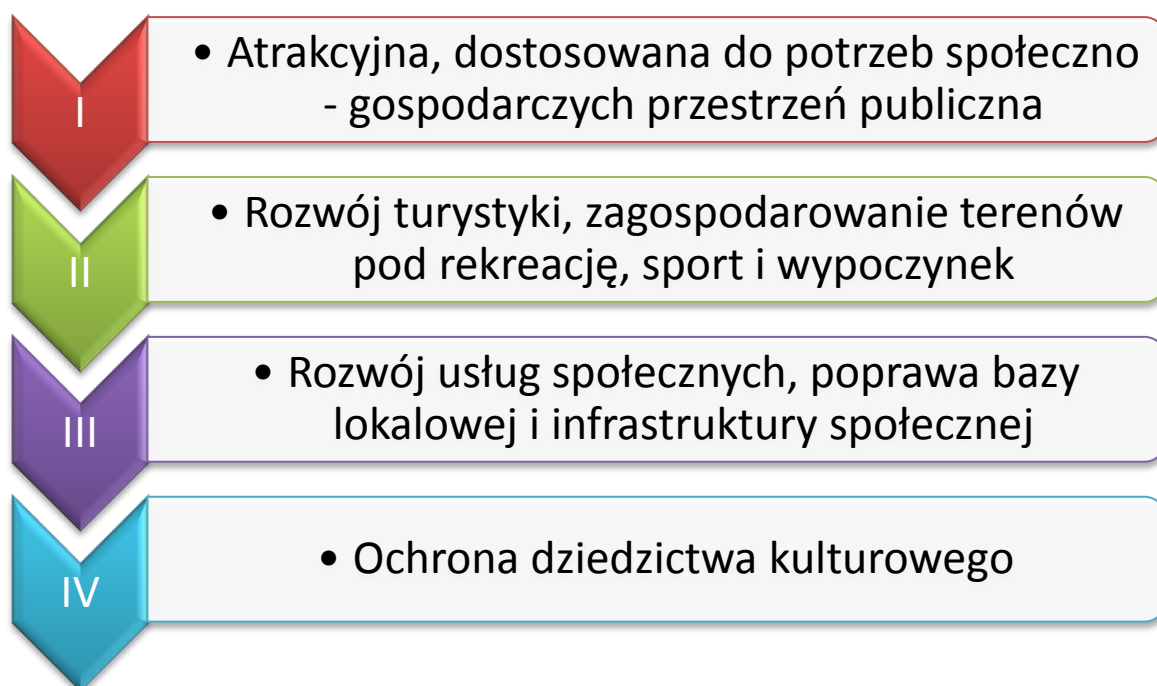 I
• Atrakcyjna, dostosowana do potrzeb społeczno
- gospodarczych przestrzeń publiczna
II
• Rozwój turystyki, zagospodarowanie terenów
pod rekreację, sport i wypoczynek
III
• Rozwój usług społecznych, poprawa bazy
lokalowej i infrastruktury społecznej
IV
• Ochrona dziedzictwa kulturowego